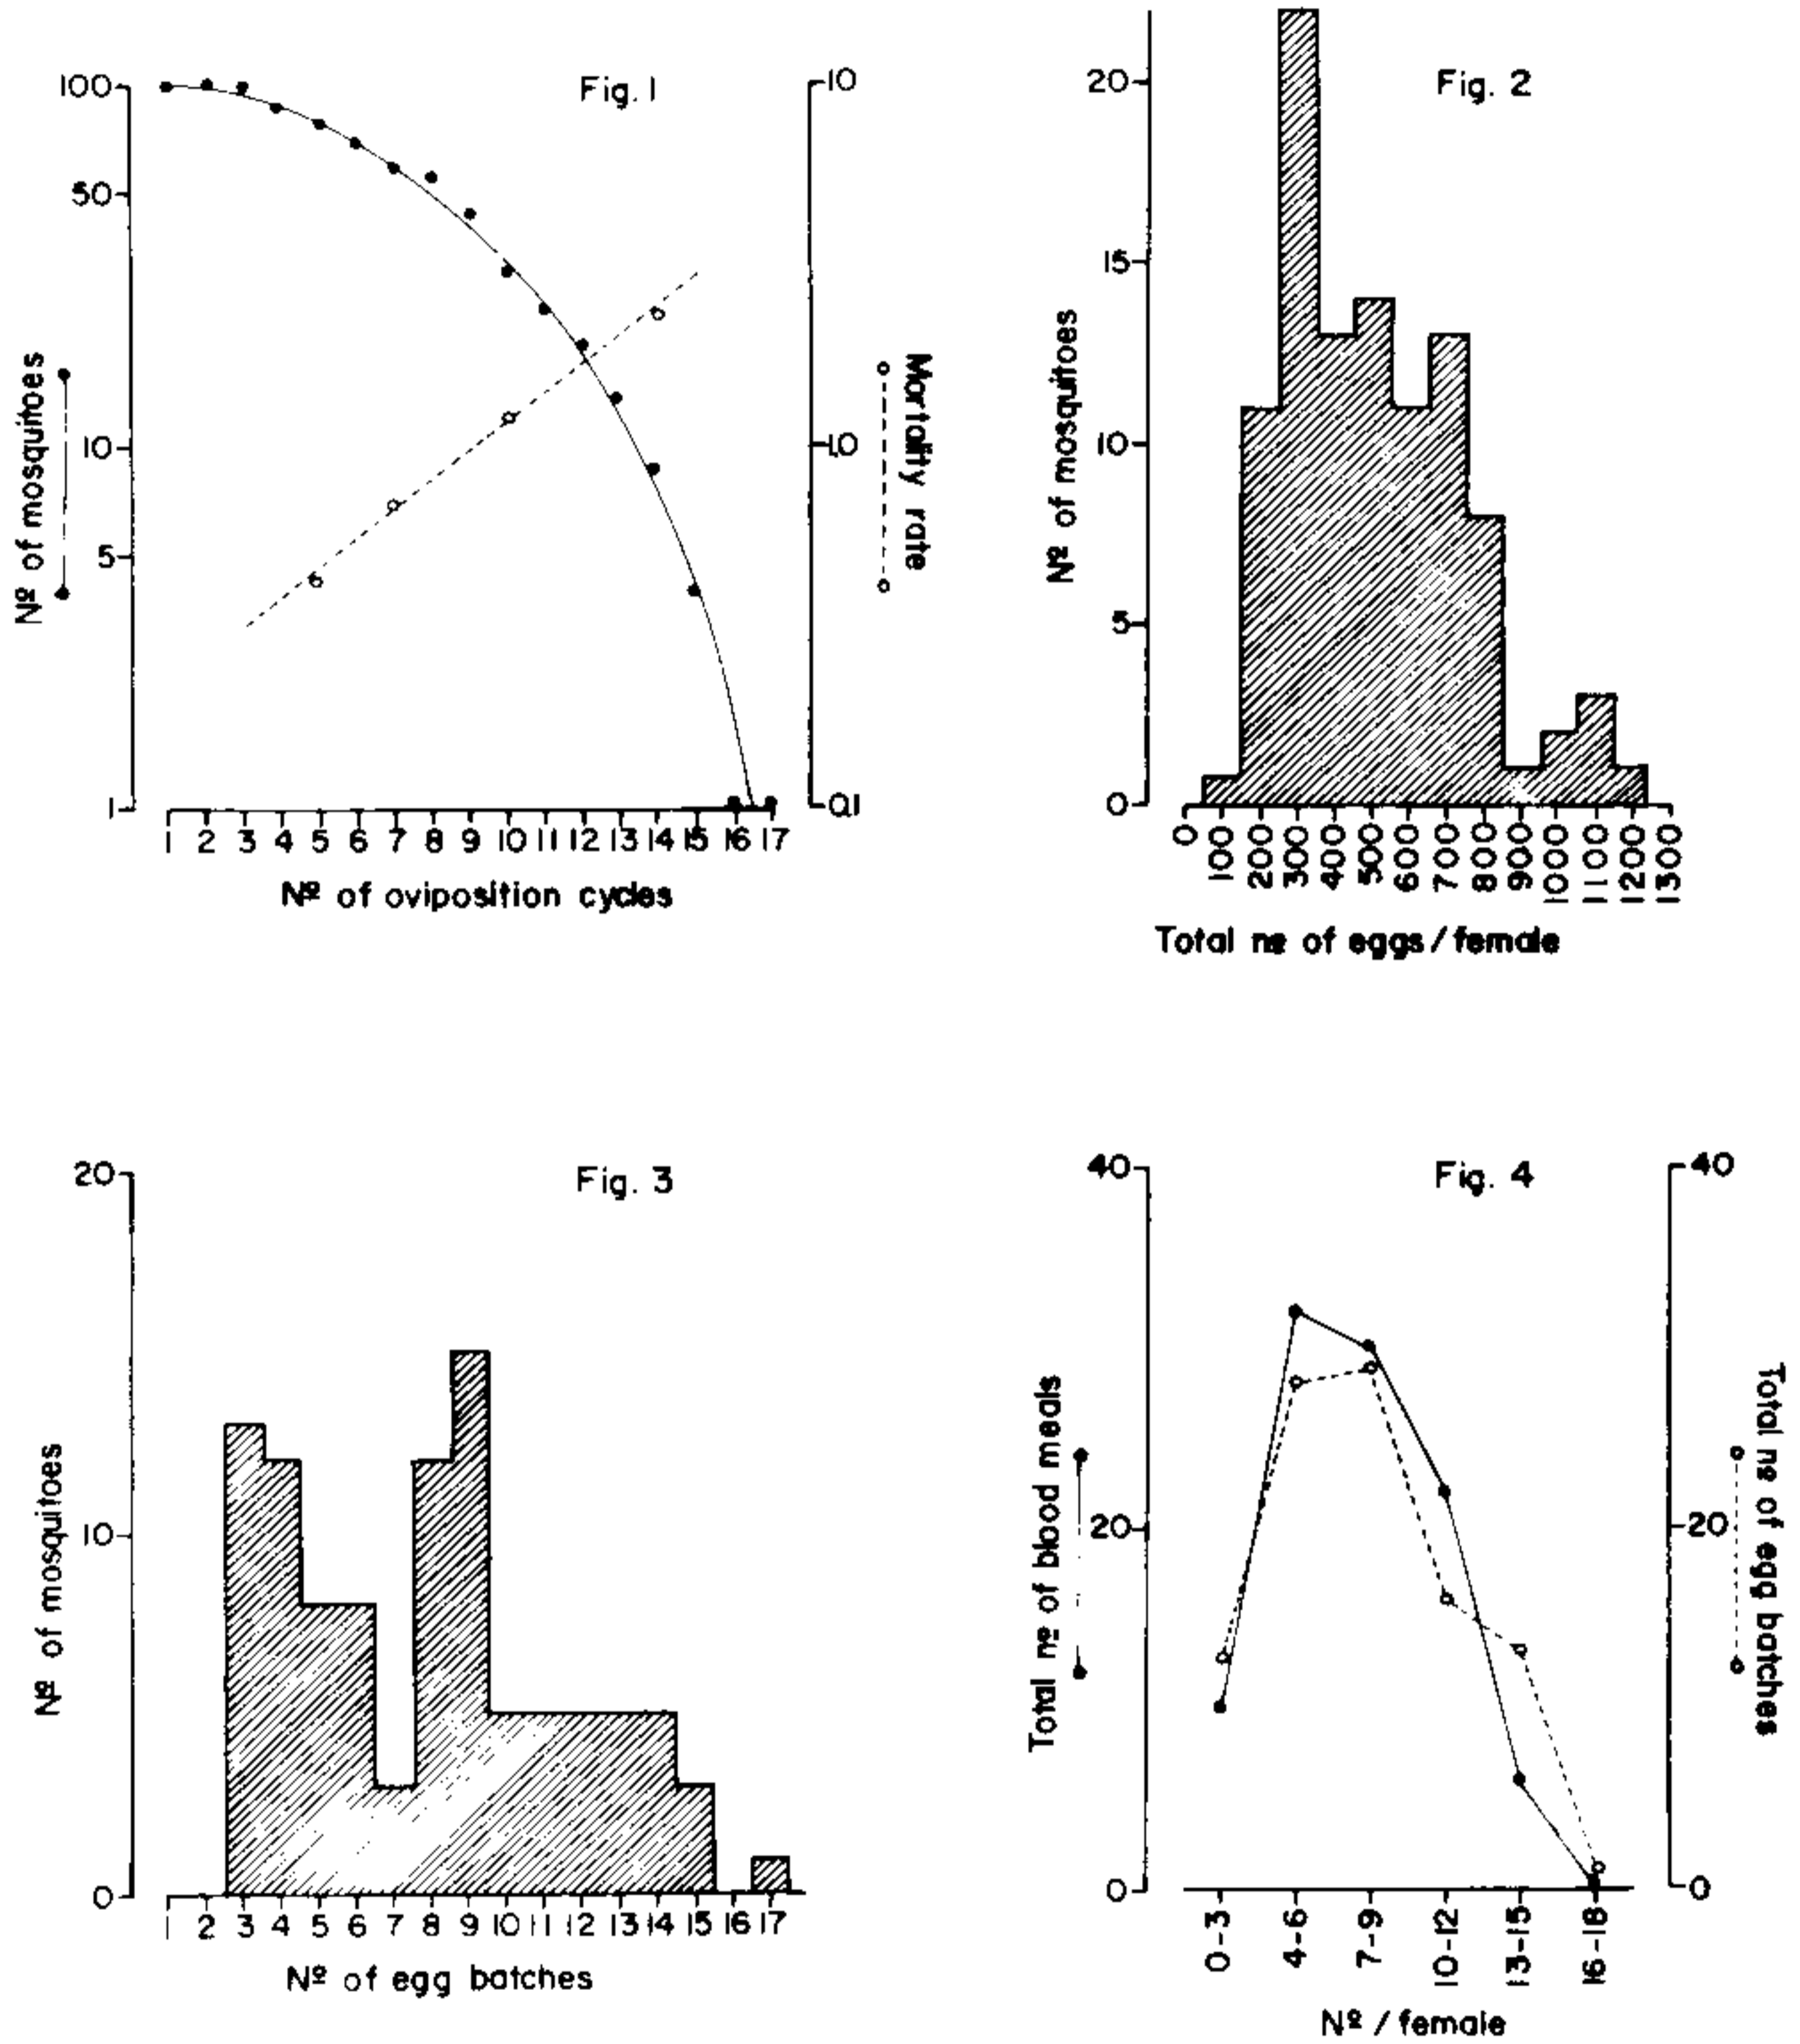 Fig. 1
100
50
10
5
1
Nº of mosquitoes
10
1.0
0.1
Mortality rate
1 2 3 4 5 6 7 8 9 10 11 12 13 14 15 16 17
Nº of oviposition cycles
Fig. 2
20
15
10
5
0
Nº of mosquitoes
0 100 200 300 400 500 600 700 800 900 1000 1100 1200 1300
Total nº of eggs / female
Fig. 3
20
10
0
Nº of mosquitoes
1 2 3 4 5 6 7 8 9 10 11 12 13 14 15 16 17
Nº of egg batches
Fig. 4
40
20
0
Total nº of blood meals
40
20
0
Total nº of egg batches
0-3 4-6 7-9 10-12 13-15 16-18
Nº / female